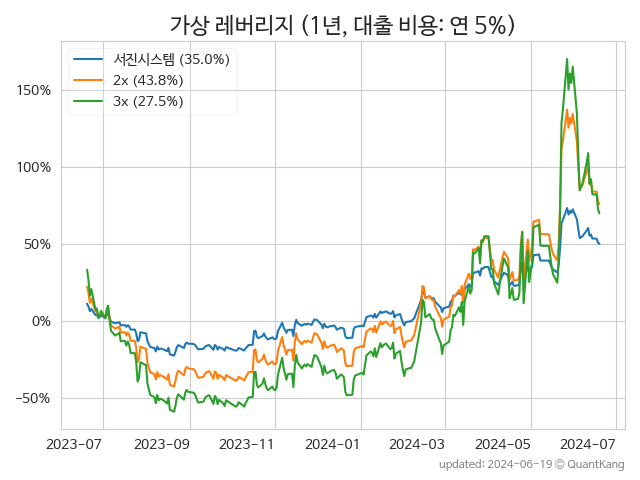 가상 레버리지 (1년, 대출 비용: 연 5%)
서진시스템 (35.0%)
2x (43.8%)
3x (27.5%)
150%
100%
50%
0%
−50%
2023−07 2023−09 2023−11 2024−01 2024−03 2024−05 2024−07
updated: 2024-06-19 © QuantKang